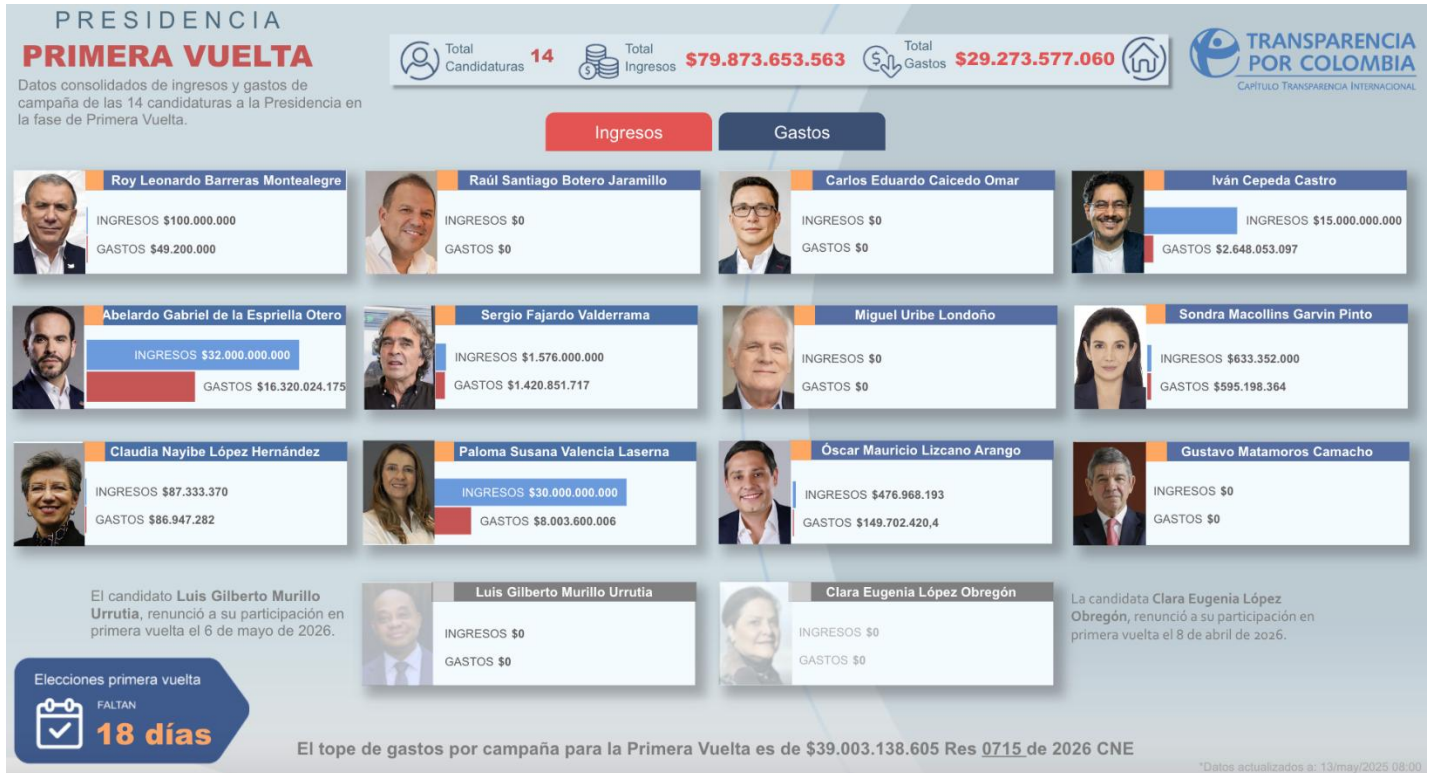 PRESIDENCIA
PRIMERA VUELTA
Datos consolidados de ingresos y gastos de
campaña de las 14 candidaturas a la Presidencia en
la fase de Primera Vuelta.
Total
Candidaturas 14
Total
Ingresos $79.873.653.563
Total
Gastos $29.273.577.060
TRANSPARENCIA
POR COLOMBIA
CAPÍTULO TRANSPARENCIA INTERNACIONAL
Ingresos
Gastos
Roy Leonardo Barreras Montealegre
INGRESOS $100.000.000
GASTOS $49.200.000
Raúl Santiago Botero Jaramillo
INGRESOS $0
GASTOS $0
Carlos Eduardo Caicedo Omar
INGRESOS $0
GASTOS $0
Iván Cepeda Castro
INGRESOS $15.000.000.000
GASTOS $2.648.053.097
Abelardo Gabriel de la Espriella Otero
INGRESOS $32.000.000.000
GASTOS $16.320.024.175
Sergio Fajardo Valderrama
INGRESOS $1.576.000.000
GASTOS $1.420.851.717
Miguel Uribe Londoño
INGRESOS $0
GASTOS $0
Sondra Macollins Garvin Pinto
INGRESOS $633.352.000
GASTOS $595.198.364
Claudia Nayibe López Hernández
INGRESOS $87.333.370
GASTOS $86.947.282
Paloma Susana Valencia Laserna
INGRESOS $30.000.000.000
GASTOS $8.003.600.006
Óscar Mauricio Lizcano Arango
INGRESOS $476.968.193
GASTOS $149.702.420,4
Gustavo Matamoros Camacho
INGRESOS $0
GASTOS $0
El candidato Luis Gilberto Murillo
Urrutia, renunció a su participación en
primera vuelta el 6 de mayo de 2026.
Luis Gilberto Murillo Urrutia
INGRESOS $0
GASTOS $0
Clara Eugenia López Obregón
INGRESOS $0
GASTOS $0
La candidata Clara Eugenia López
Obregón, renunció a su participación en
primera vuelta el 8 de abril de 2026.
Elecciones primera vuelta
FALTAN
18 días
El tope de gastos por campaña para la Primera Vuelta es de $39.003.138.605 Res 0715 de 2026 CNE
*Datos actualizados a: 13/may/2025 08:00